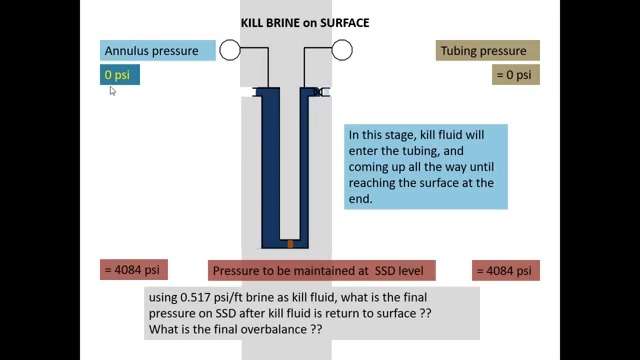 KILL BRINE on SURFACE
Annulus pressure
Tubing pressure
0 psi
= 0 psi
In this stage, kill fluid will
enter the tubing, and
coming up all the way until
reaching the surface at the
end.
= 4084 psi
Pressure to be maintained at SSD level
= 4084 psi
using 0.517 psi/ft brine as kill fluid, what is the final
pressure on SSD after kill fluid is return to surface ??
What is the final overbalance ??